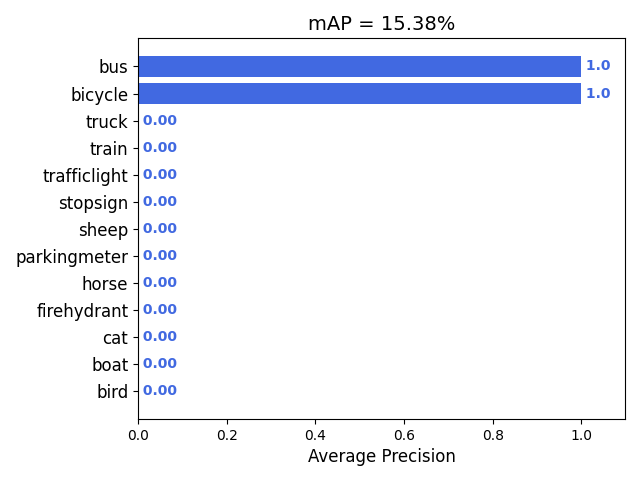 mAP = 15.38%
bus 1.0
bicycle 1.0
truck 0.00
train 0.00
trafficlight 0.00
stopsign 0.00
sheep 0.00
parkingmeter 0.00
horse 0.00
firehydrant 0.00
cat 0.00
boat 0.00
bird 0.00
0.0 0.2 0.4 0.6 0.8 1.0
Average Precision